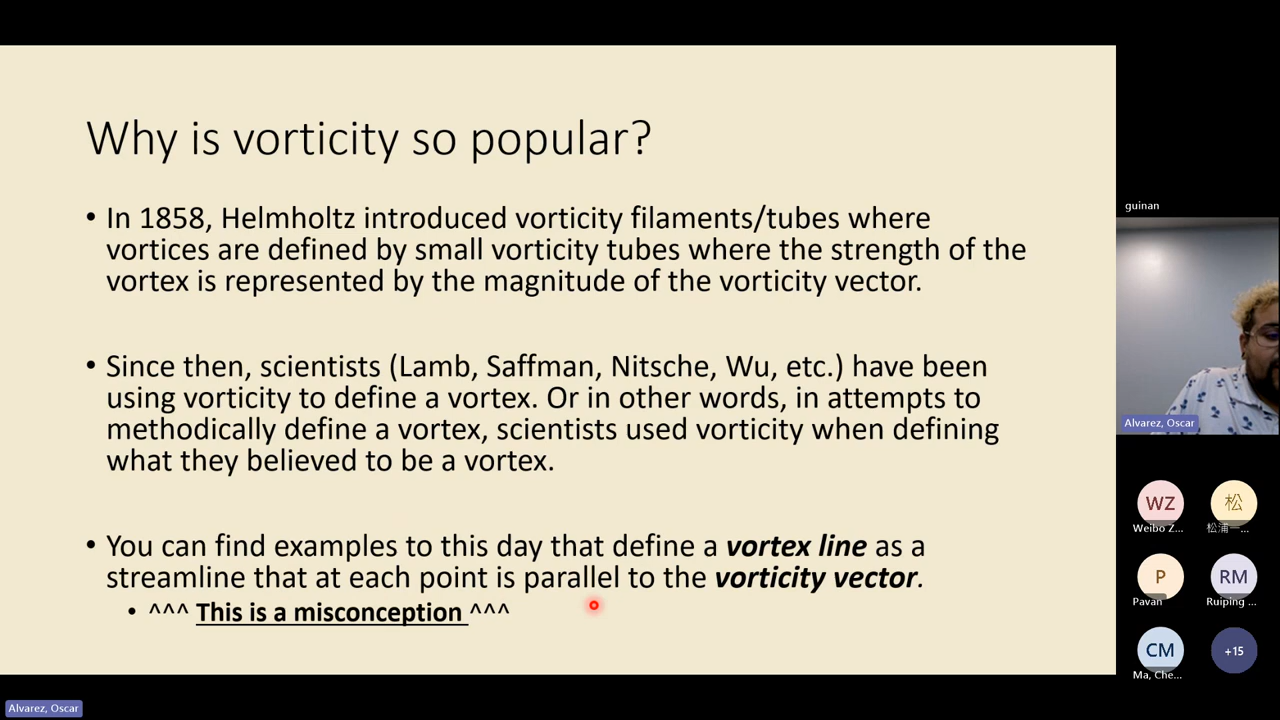 Why is vorticity so popular?
• In 1858, Helmholtz introduced vorticity filaments/tubes where
vortices are defined by small vorticity tubes where the strength of the
vortex is represented by the magnitude of the vorticity vector.
• Since then, scientists (Lamb, Saffman, Nitsche, Wu, etc.) have been
using vorticity to define a vortex. Or in other words, in attempts to
methodically define a vortex, scientists used vorticity when defining
what they believed to be a vortex.
• You can find examples to this day that define a vortex line as a
streamline that at each point is parallel to the vorticity vector.
• ^^^ This is a misconception ^^^
guinan
Alvarez, Oscar
WZ
Weibo Z...
松
松浦一...
P
Pavan
RM
Ruiping ...
CM
Ma, Che...
+15
Alvarez, Oscar